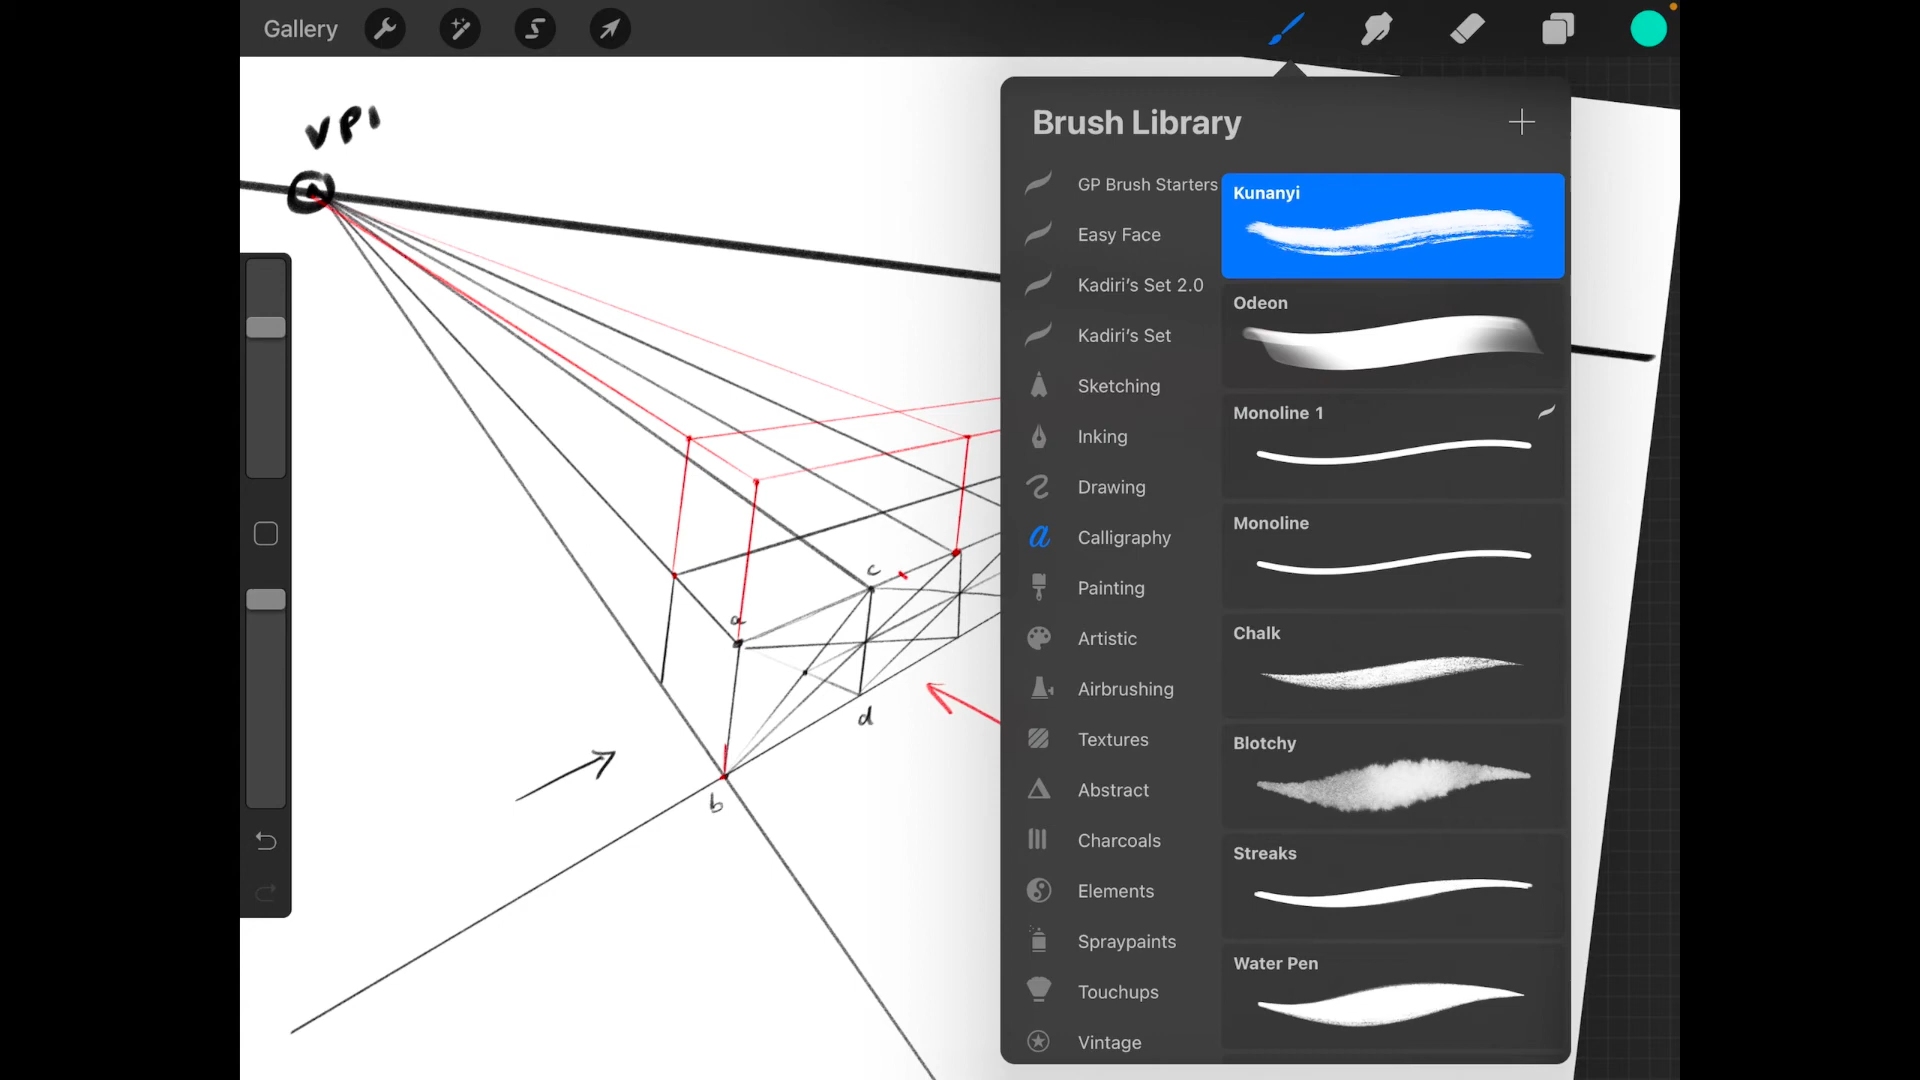 Gallery
VP1
Brush Library
GP Brush Starters
Easy Face
Kadiri's Set 2.0
Kadiri's Set
Sketching
Inking
Drawing
Calligraphy
Painting
Artistic
Airbrushing
Textures
Abstract
Charcoals
Elements
Spraypaints
Touchups
Vintage
Kunanyi
Odeon
Monoline 1
Monoline
Chalk
Blotchy
Streaks
Water Pen
c
a
d
b